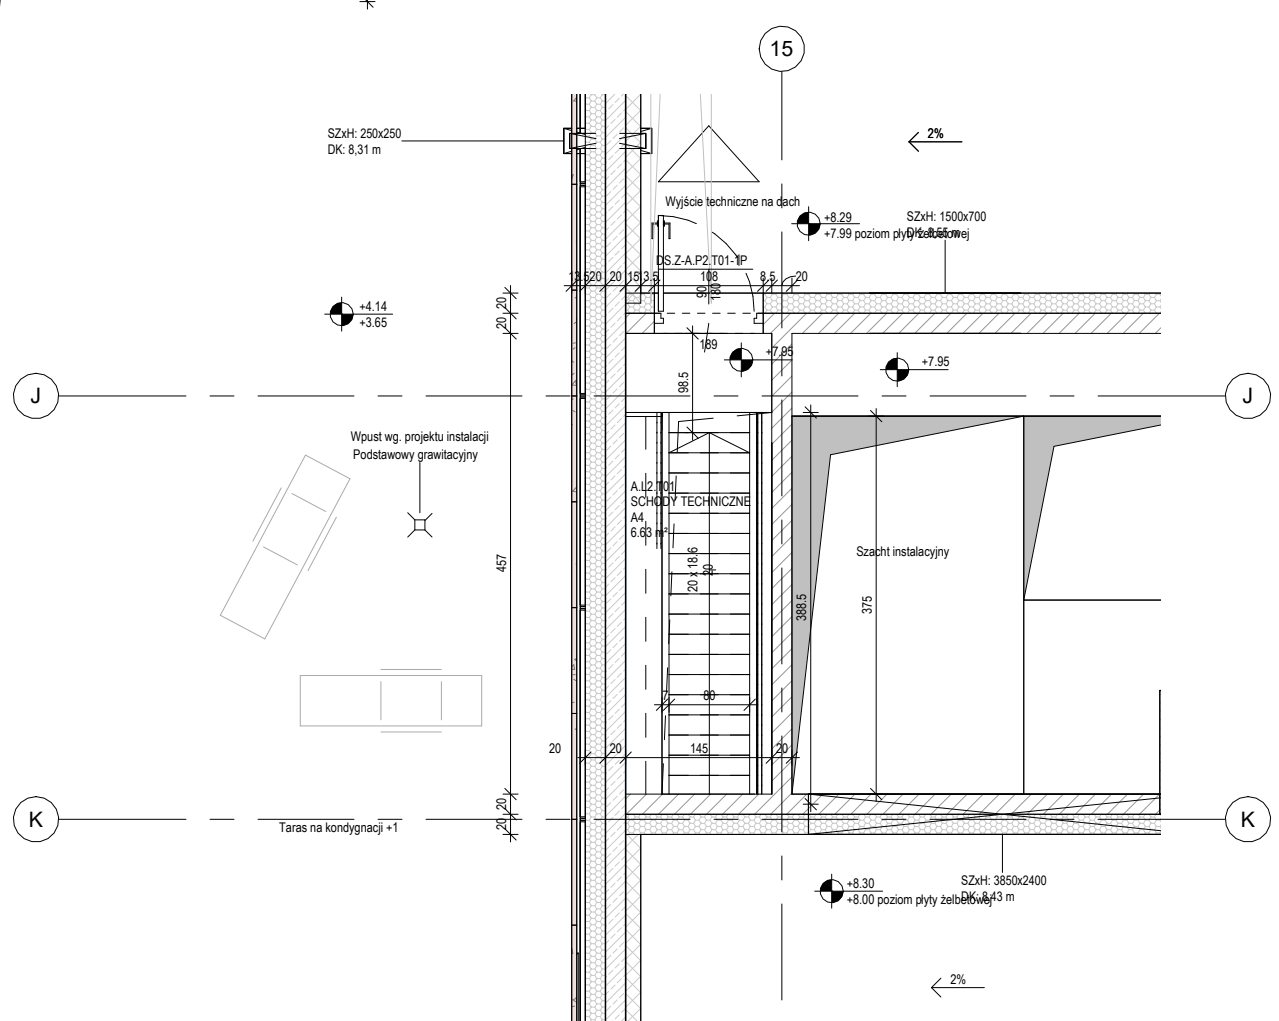 15
SZxH: 250x250
DK: 8,31 m
2%
Wyjście techniczne na dach
+8.29
+7.99 poziom płyty żelbetowej
SZxH: 1500x700
DS.Z-A.P2.T01-1P
20
20
15
13.5
108
8.5
20
90
180
20
20
+4.14
+3.65
189
+7.95
+7.95
98.5
J
J
Wpust wg. projektu instalacji
Podstawowy grawitacyjny
A.L2.T01
SCHODY TECHNICZNE
A4
6.63 m²
457
20 x 18.6
20
Szacht instalacyjny
388.5
375
7
80
20
20
145
20
20
20
K
K
Taras na kondygnacji +1
+8.30
+8.00 poziom płyty żelbetowej
SZxH: 3850x2400
DK: 8,43 m
2%